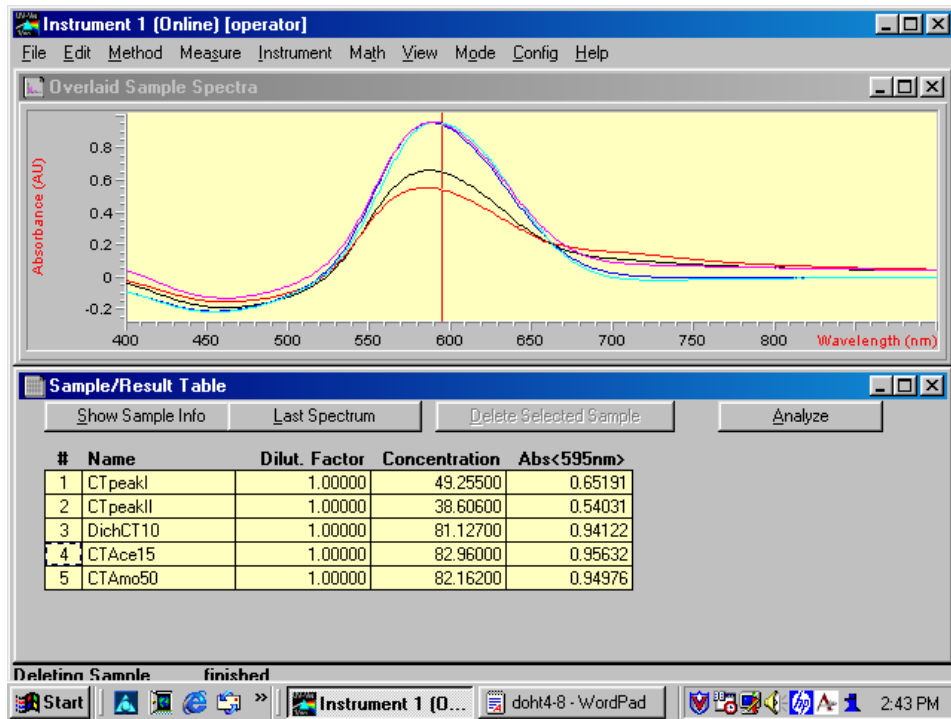 Instrument 1 (Online) [operator]
File Edit Method Measure Instrument Math View Mode Config Help
Overlaid Sample Spectra
Absorbance (AU)
0.8
0.6
0.4
0.2
0
-0.2
400 450 500 550 600 650 700 750 800 Wavelength (nm)
Sample/Result Table
Show Sample Info Last Spectrum Delete Selected Sample Analyze
# Name Dilut. Factor Concentration Abs<595nm>
1 CTpeakI 1.00000 49.25500 0.65191
2 CTpeakII 1.00000 38.60600 0.54031
3 DichCT10 1.00000 81.12700 0.94122
4 CTAce15 1.00000 82.96000 0.95632
5 CTAmo50 1.00000 82.16200 0.94976
Deleting Sample finished
Start » Instrument 1 (O... doht4-8 - WordPad 2:43 PM